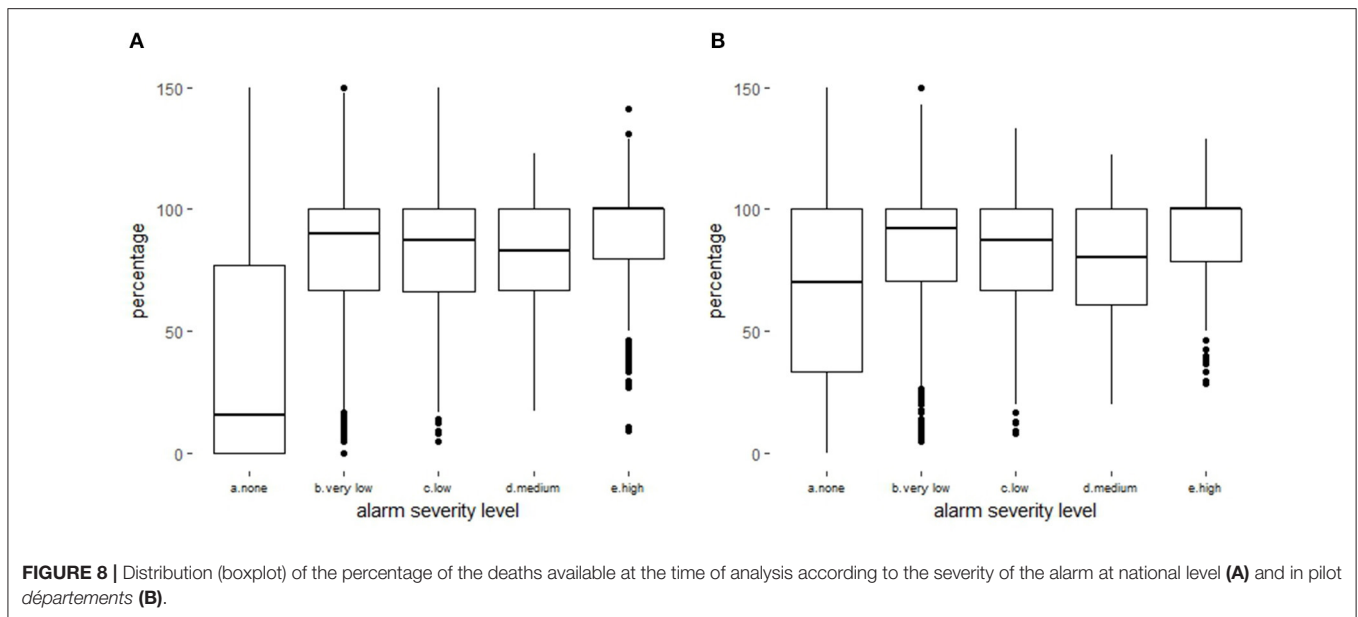 A
B
150
100
50
0
percentage
a.none b.very low c.low d.medium e.high
alarm severity level
150
100
50
0
percentage
a.none b.very low c.low d.medium e.high
alarm severity level
FIGURE 8 | Distribution (boxplot) of the percentage of the deaths available at the time of analysis according to the severity of the alarm at national level (A) and in pilot
départements (B).